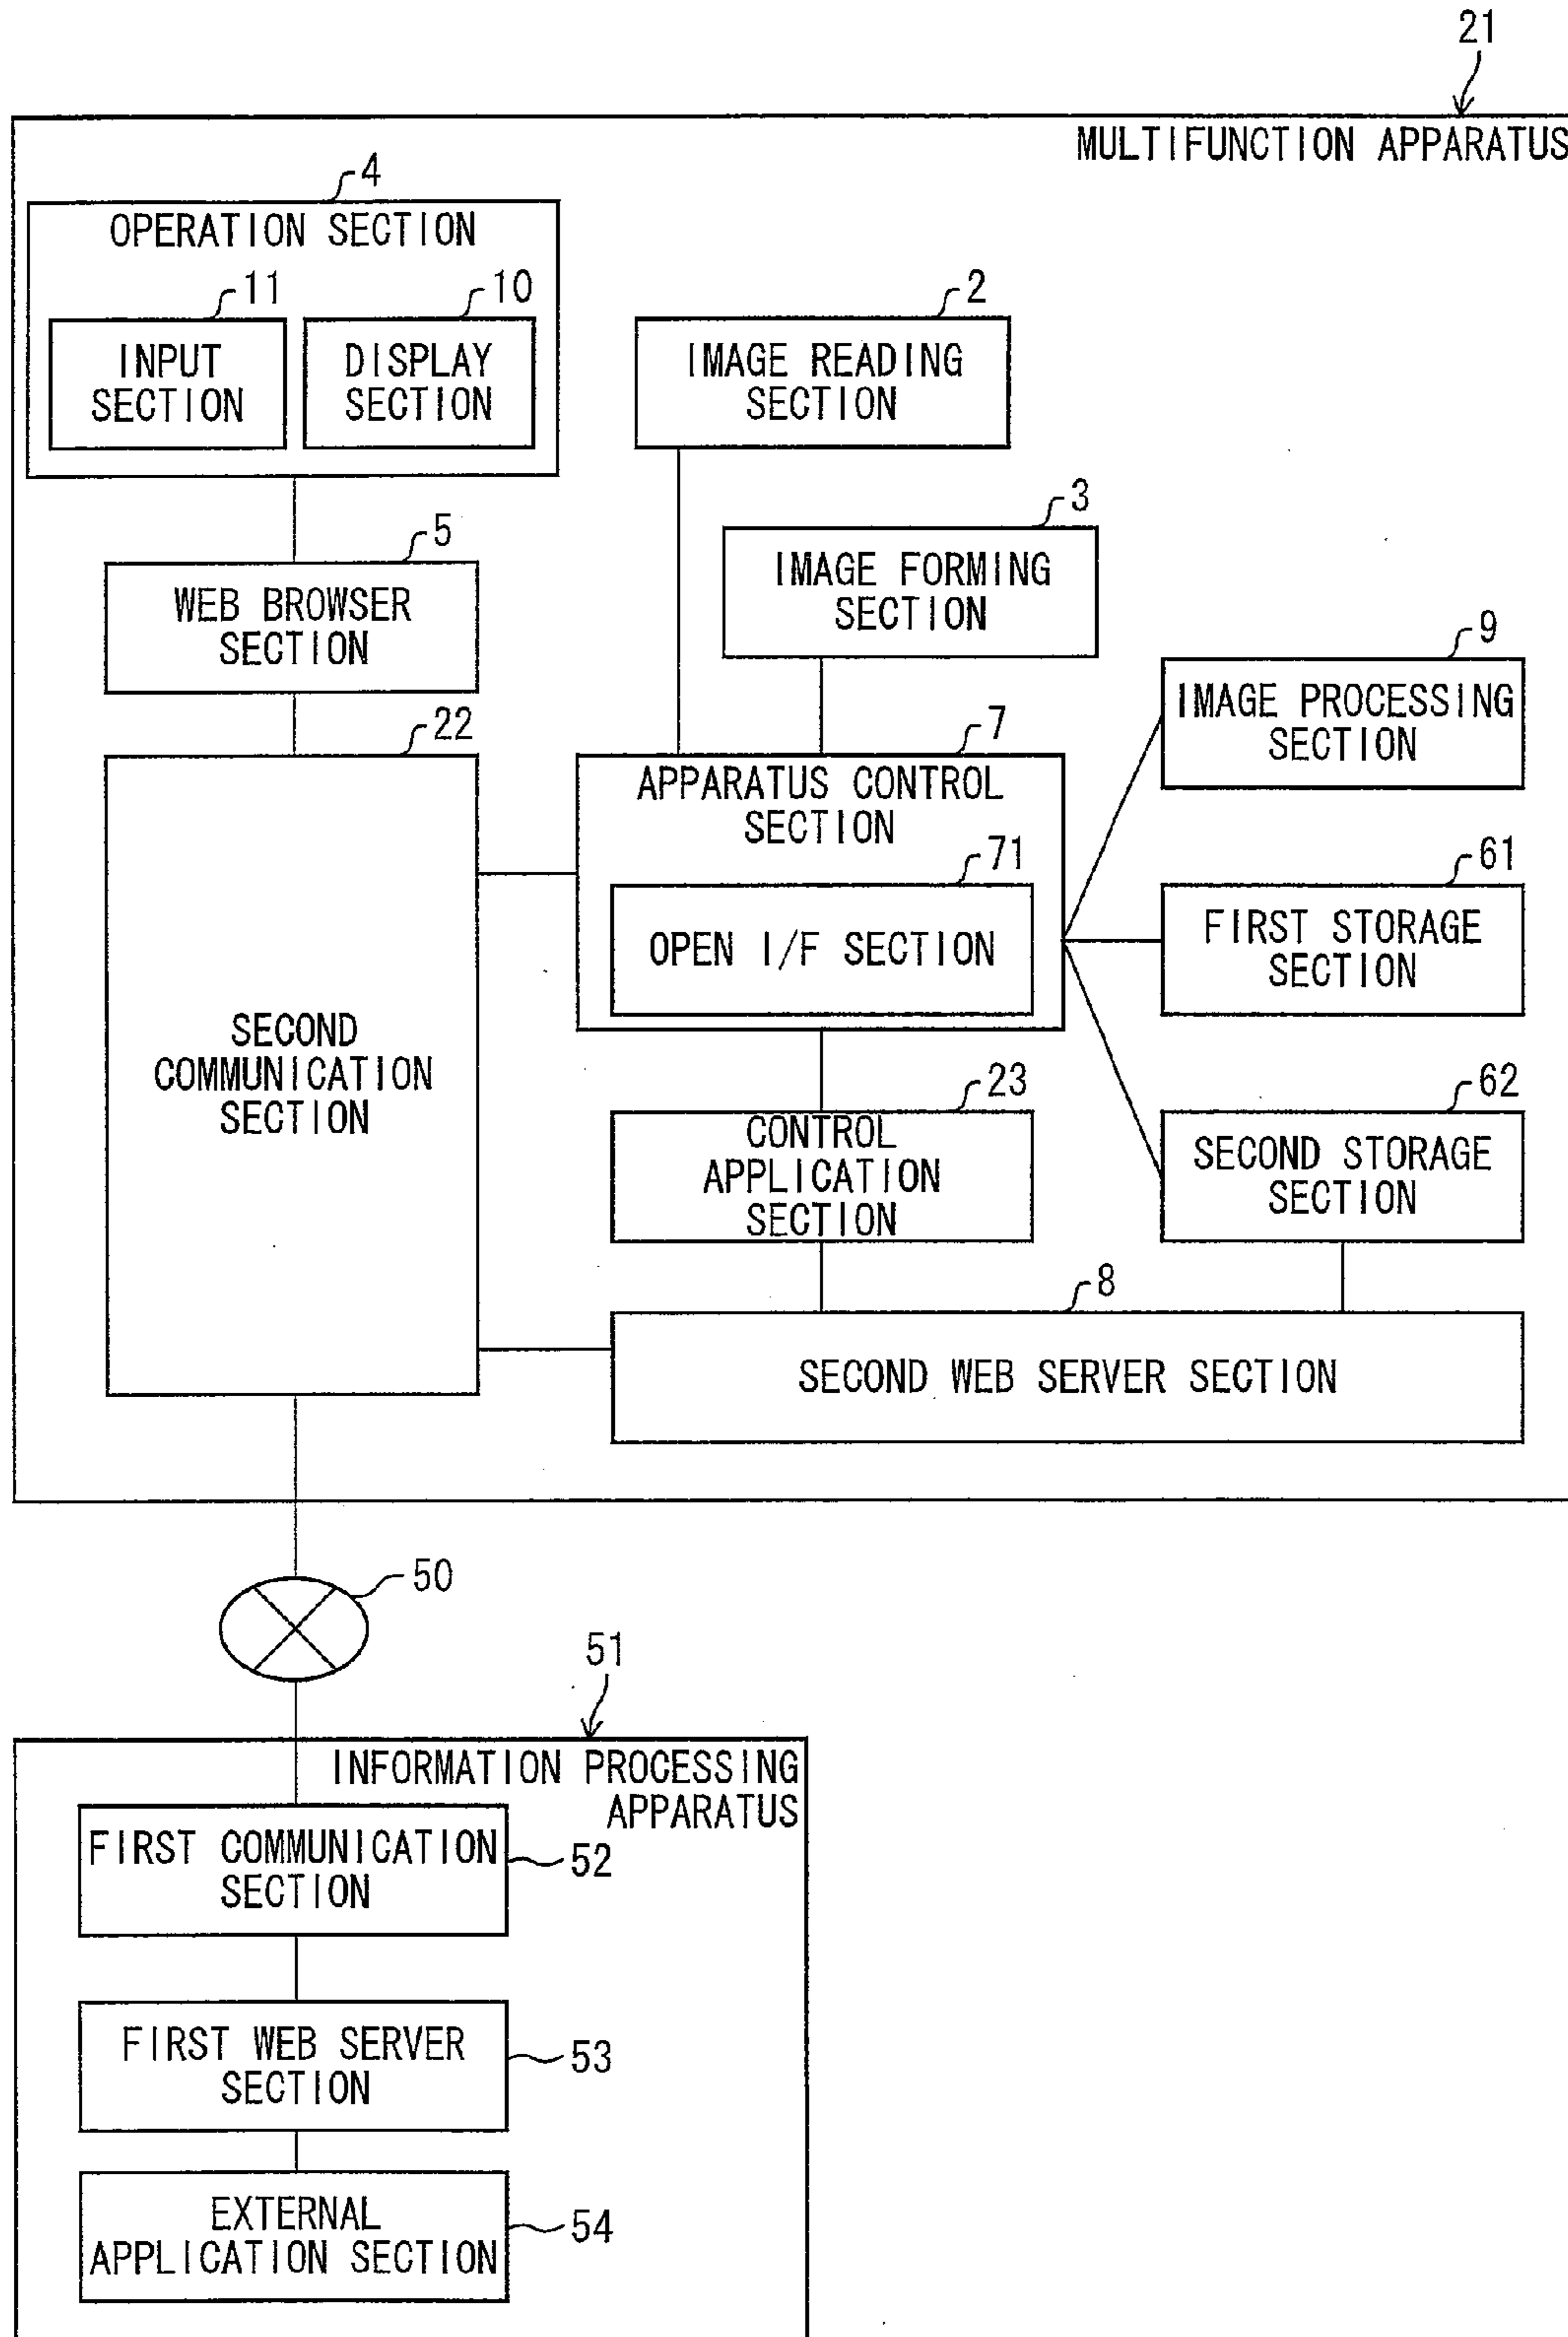 21
MULTIFUNCTION APPARATUS
4
OPERATION SECTION
11
INPUT
SECTION
10
DISPLAY
SECTION
2
IMAGE READING
SECTION
3
IMAGE FORMING
SECTION
5
WEB BROWSER
SECTION
9
IMAGE PROCESSING
SECTION
22
SECOND
COMMUNICATION
SECTION
7
APPARATUS CONTROL
SECTION
71
OPEN I/F SECTION
61
FIRST STORAGE
SECTION
23
CONTROL
APPLICATION
SECTION
62
SECOND STORAGE
SECTION
8
SECOND WEB SERVER SECTION
50
51
INFORMATION PROCESSING
APPARATUS
FIRST COMMUNICATION
SECTION
52
FIRST WEB SERVER
SECTION
53
EXTERNAL
APPLICATION SECTION
54